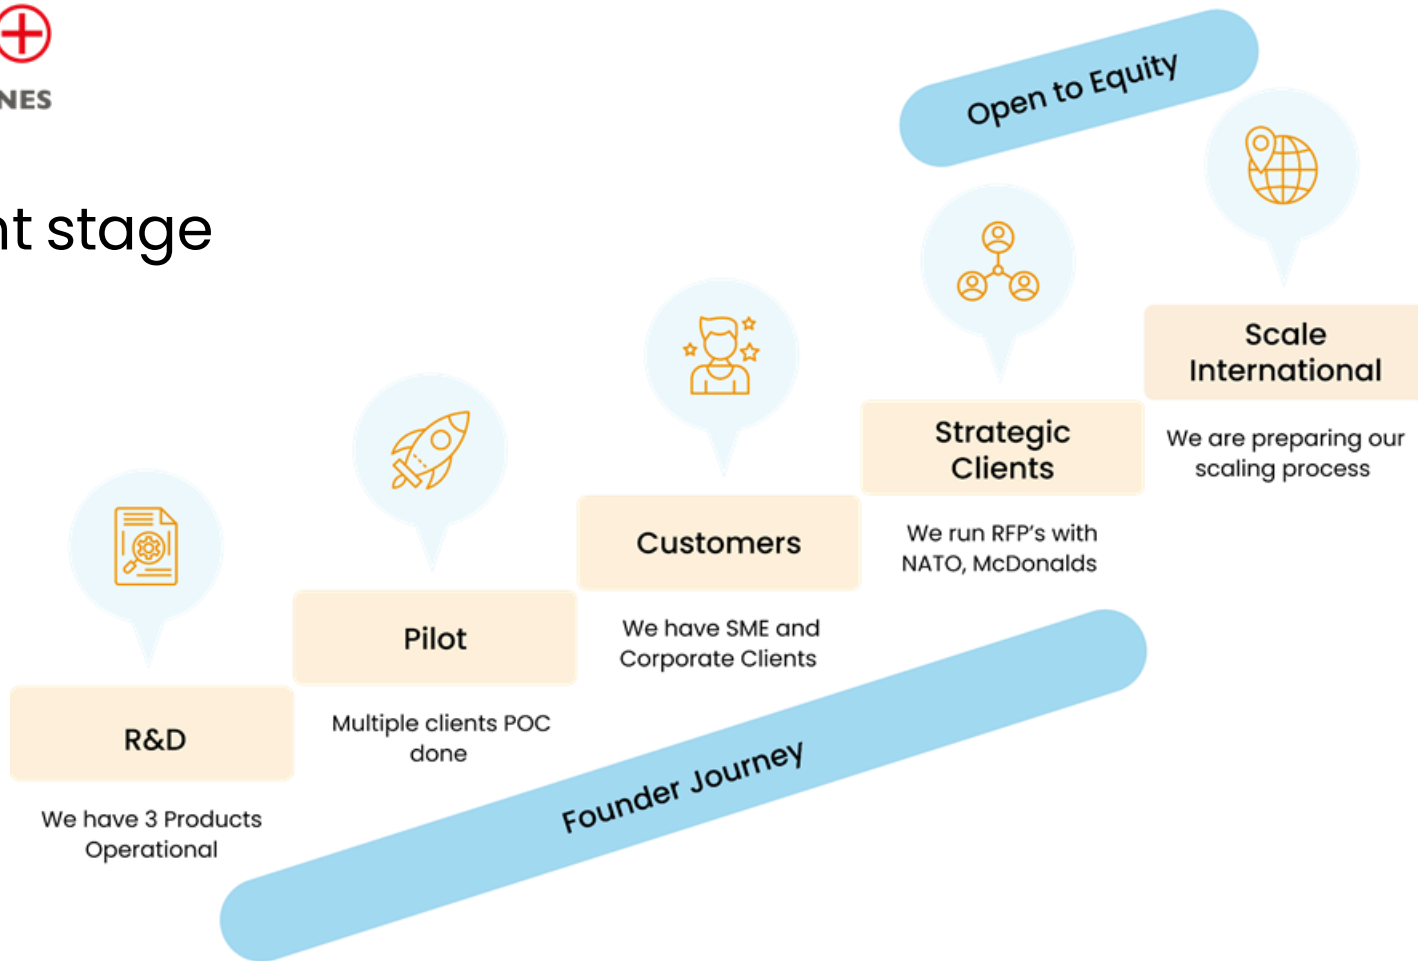 NES
nt stage
Open to Equity
Scale
International
We are preparing our
scaling process
Strategic
Clients
We run RFP's with
NATO, McDonalds
Customers
We have SME and
Corporate Clients
Pilot
Multiple clients POC
done
R&D
We have 3 Products
Operational
Founder Journey